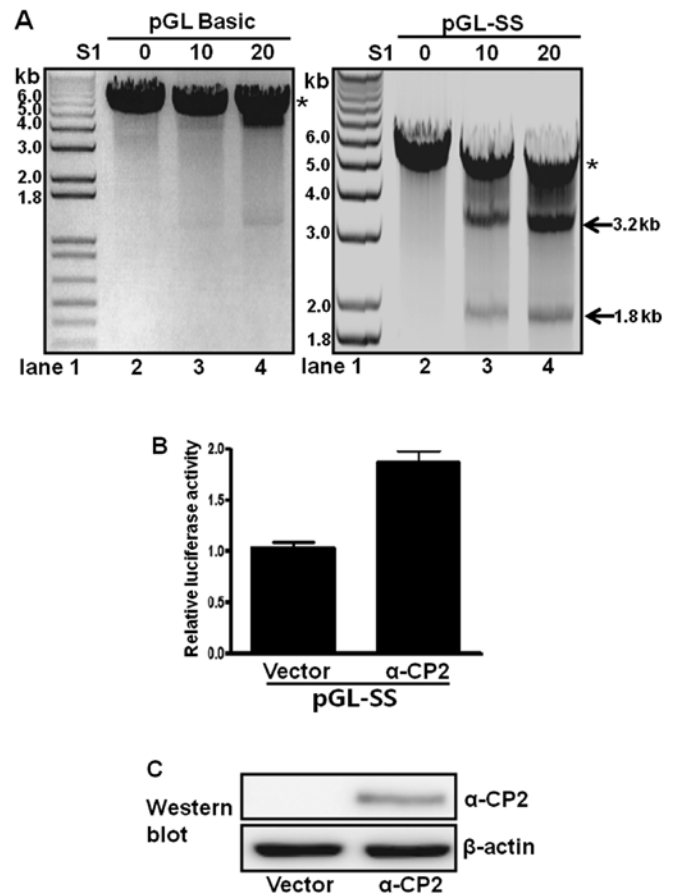 A
pGL Basic
S1 0 10 20
kb
6.0
5.0
4.0
3.0
2.0
1.8
*
lane 1 2 3 4
pGL-SS
S1 0 10 20
kb
6.0
5.0
4.0
3.0
2.0
1.8
*
3.2kb
1.8 kb
lane 1 2 3 4
B
Relative luciferase activity
2.0
1.5
1.0
0.5
0.0
Vector α-CP2
pGL-SS
C
Western blot
α-CP2
β-actin
Vector α-CP2